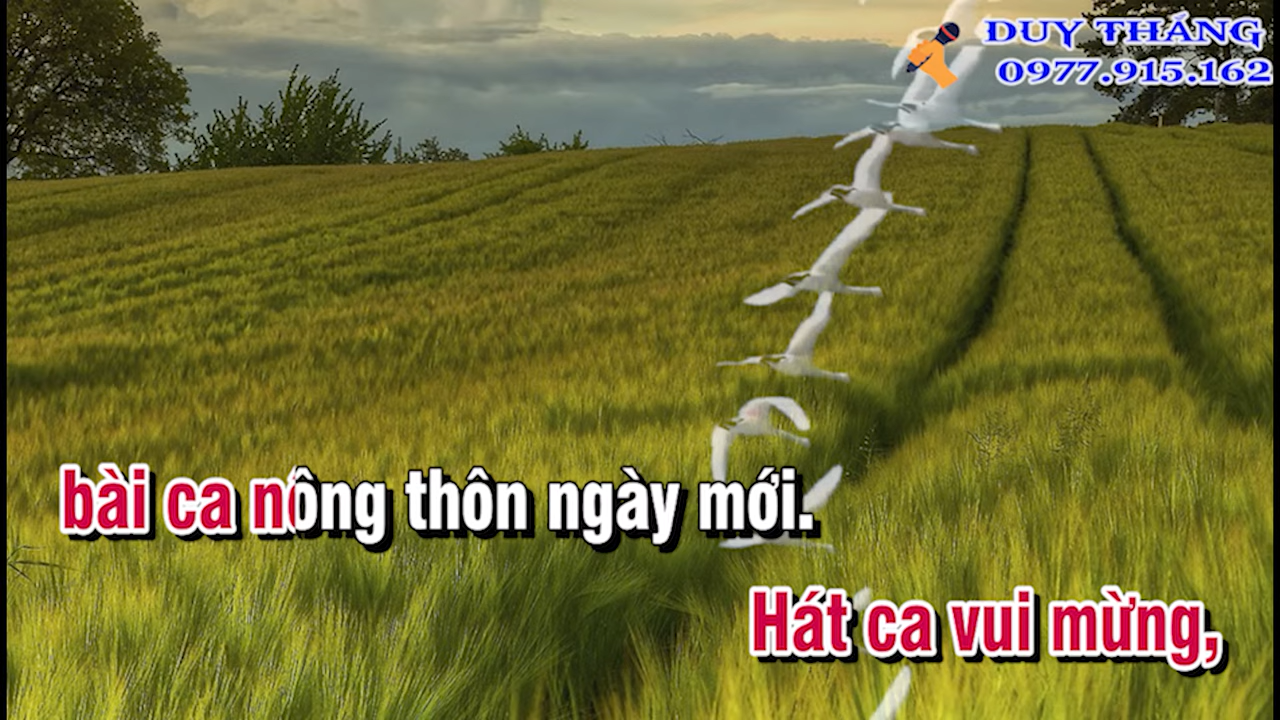 DUY THẮNG
0977.915.162
bài ca nông thôn ngày mới.
Hát ca vui mừng,